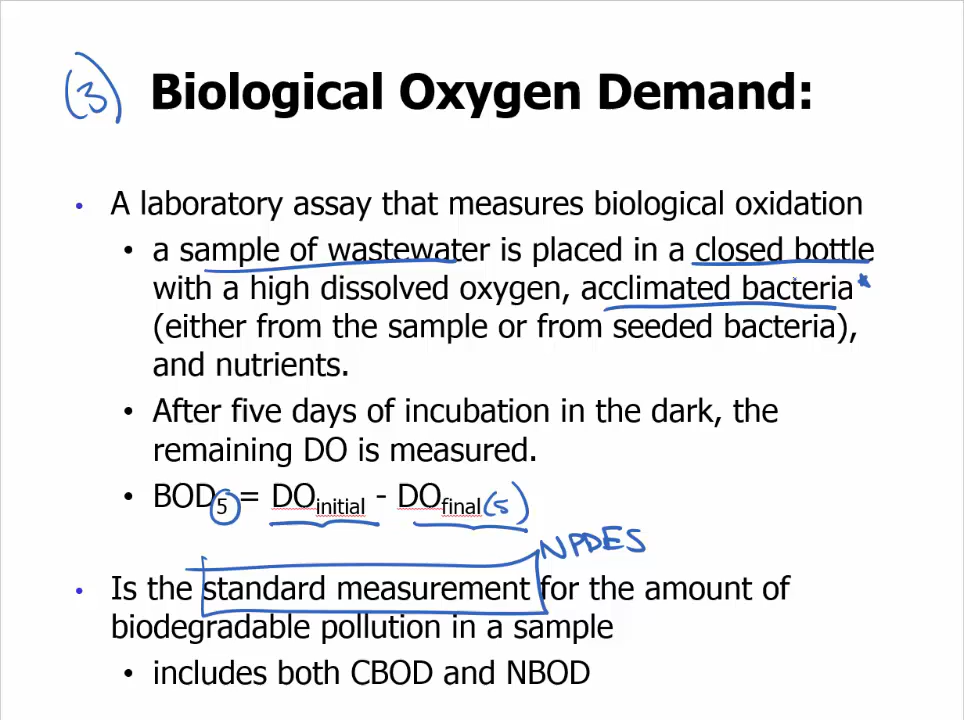 (3) Biological Oxygen Demand:
• A laboratory assay that measures biological oxidation
• a sample of wastewater is placed in a closed bottle
with a high dissolved oxygen, acclimated bacteria*
(either from the sample or from seeded bacteria),
and nutrients.
• After five days of incubation in the dark, the
remaining DO is measured.
• BOD5 = DOinitial - DOfinal(5)
NPDES
• Is the standard measurement for the amount of
biodegradable pollution in a sample
• includes both CBOD and NBOD